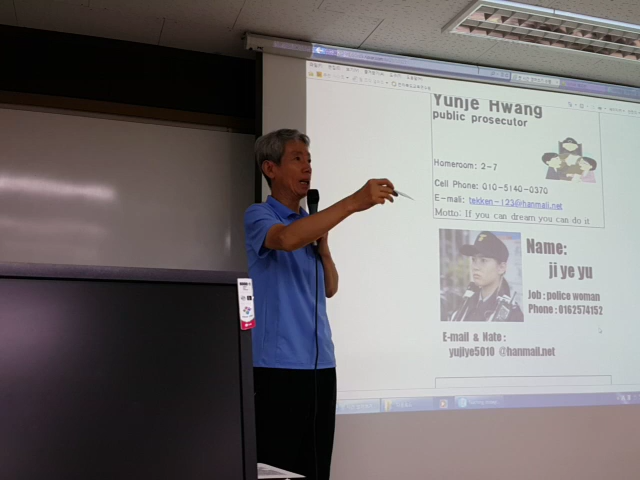 Yunje Hwang
public prosecutor
Homeroom: 2-7
Cell Phone: 010-5140-0370
E-mail: tekken-123@hanmail.net
Motto: If you can dream you can do it
Name:
ji ye yu
Job : police woman
Phone : 0162574152
E-mail & Nate :
yujiye5010 @hanmail.net